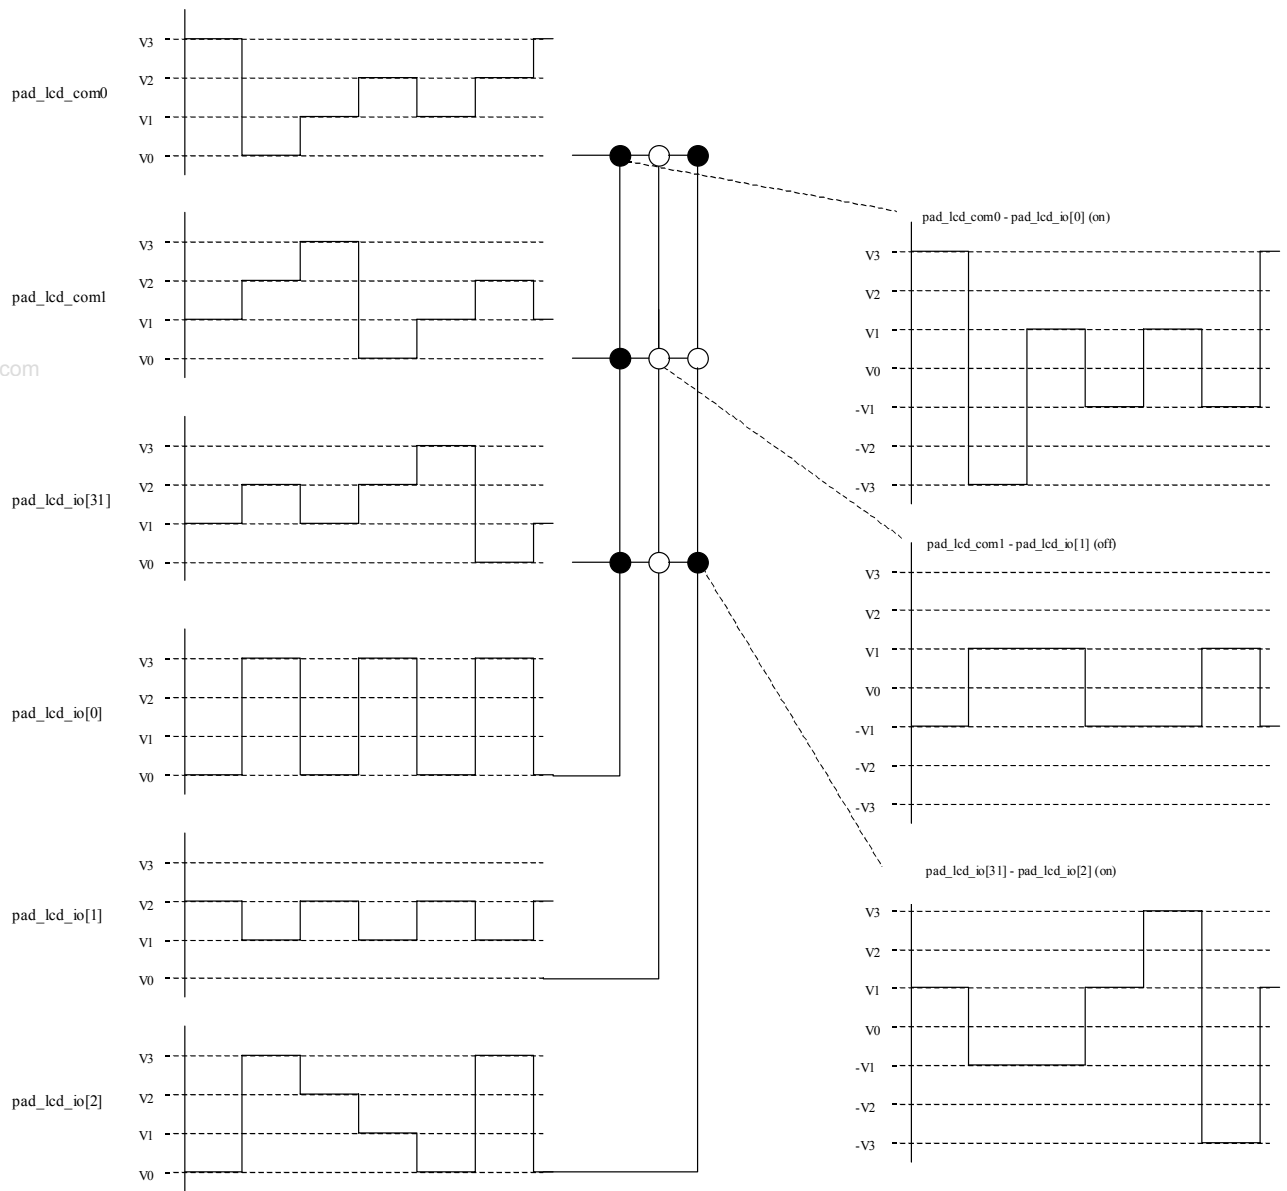 V3
V2
pad_lcd_com0
V1
V0
V3
V2
pad_lcd_com1
V1
V0
com
V3
V2
pad_lcd_io[31]
V1
V0
V3
V2
pad_lcd_io[0]
V1
V0
V3
V2
pad_lcd_io[1]
V1
V0
V3
V2
pad_lcd_io[2]
V1
V0
pad_lcd_com0 - pad_lcd_io[0] (on)
V3
V2
V1
V0
-V1
-V2
-V3
pad_lcd_com1 - pad_lcd_io[1] (off)
V3
V2
V1
V0
-V1
-V2
-V3
pad_lcd_io[31] - pad_lcd_io[2] (on)
V3
V2
V1
V0
-V1
-V2
-V3